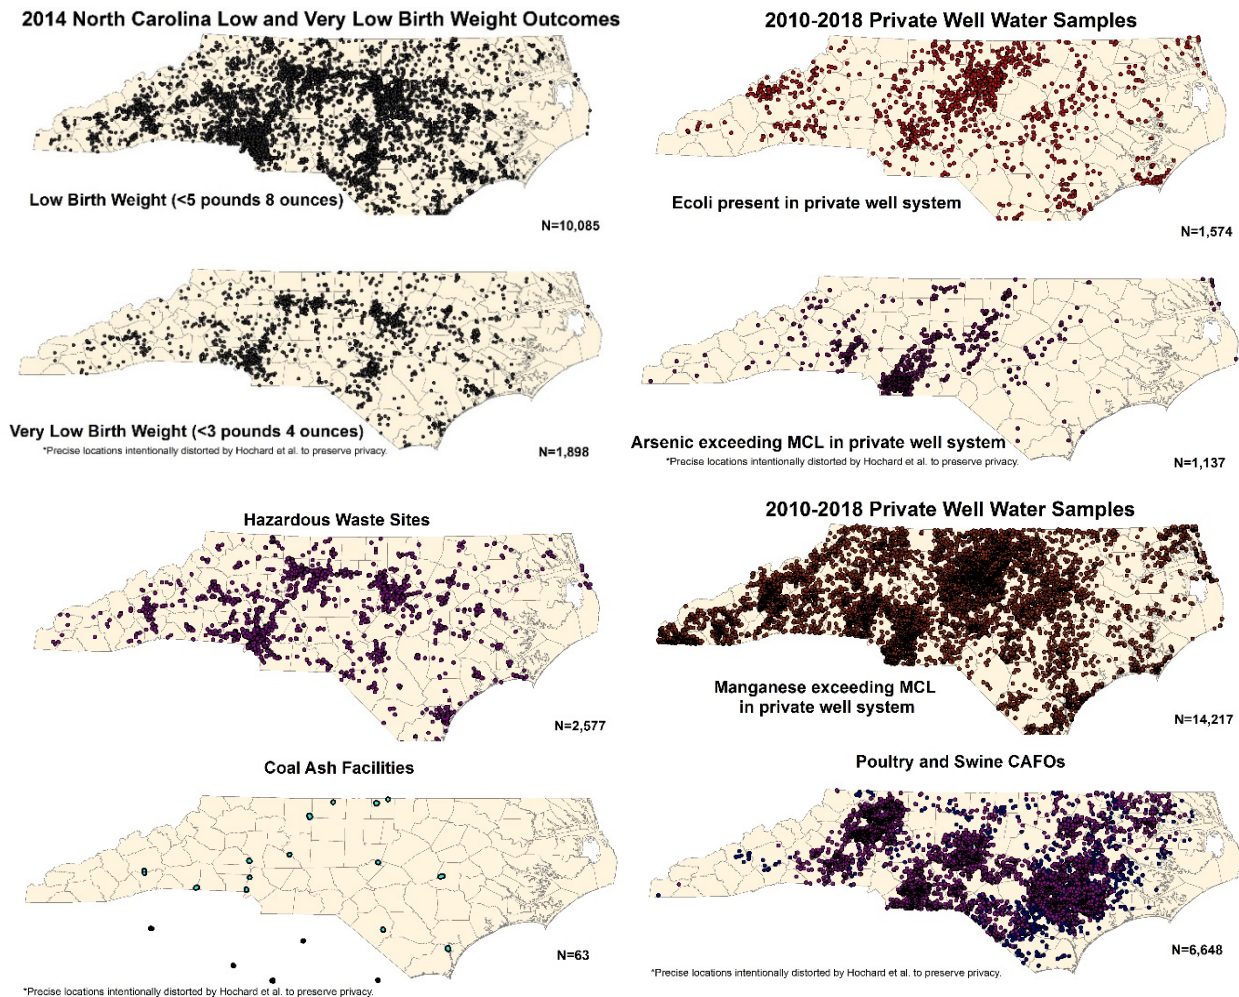 2014 North Carolina Low and Very Low Birth Weight Outcomes
Low Birth Weight (<5 pounds 8 ounces)
N=10,085
Very Low Birth Weight (<3 pounds 4 ounces)
*Precise locations intentionally distorted by Hochard et al. to preserve privacy.
N=1,898
2010-2018 Private Well Water Samples
Ecoli present in private well system
N=1,574
Arsenic exceeding MCL in private well system
*Precise locations intentionally distorted by Hochard et al. to preserve privacy.
N=1,137
Hazardous Waste Sites
N=2,577
Coal Ash Facilities
N=63
*Precise locations intentionally distorted by Hochard et al. to preserve privacy.
2010-2018 Private Well Water Samples
Manganese exceeding MCL
in private well system
N=14,217
Poultry and Swine CAFOs
N=6,648
*Precise locations intentionally distorted by Hochard et al. to preserve privacy.